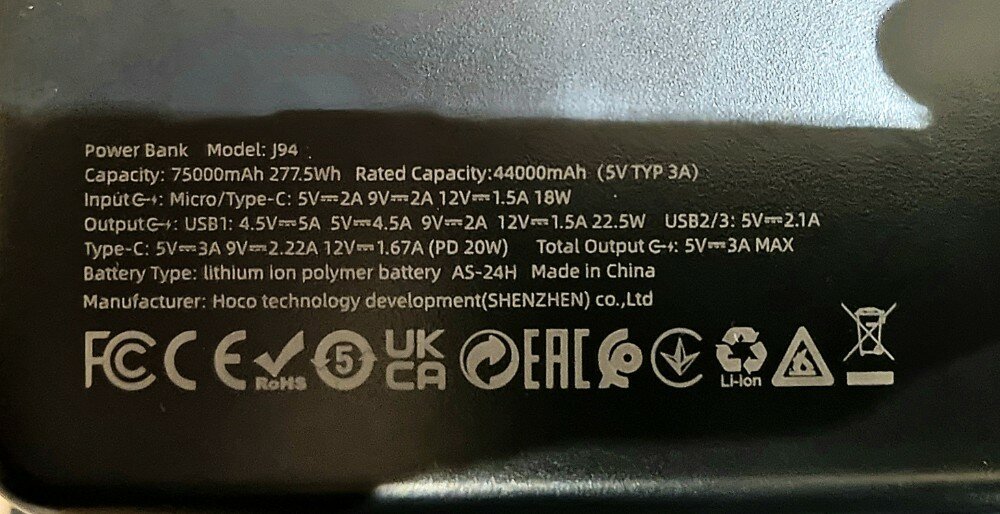 Power Bank Model: J94
Capacity: 75000mAh 277.5Wh Rated Capacity:44000mAh (5V TYP 3A)
Input: Micro/Type-C: 5V⎓2A 9V⎓2A 12V⎓1.5A 18W
Output: USB1: 4.5V⎓5A 5V⎓4.5A 9V⎓2A 12V⎓1.5A 22.5W USB2/3: 5V⎓2.1A
Type-C: 5V⎓3A 9V⎓2.22A 12V⎓1.67A (PD 20W) Total Output: 5V⎓3A MAX
Battery Type: lithium ion polymer battery AS-24H Made in China
Manufacturer: Hoco technology development(SHENZHEN) co.,Ltd
FC CE RoHS 5 UK CA EAC Li-Ion